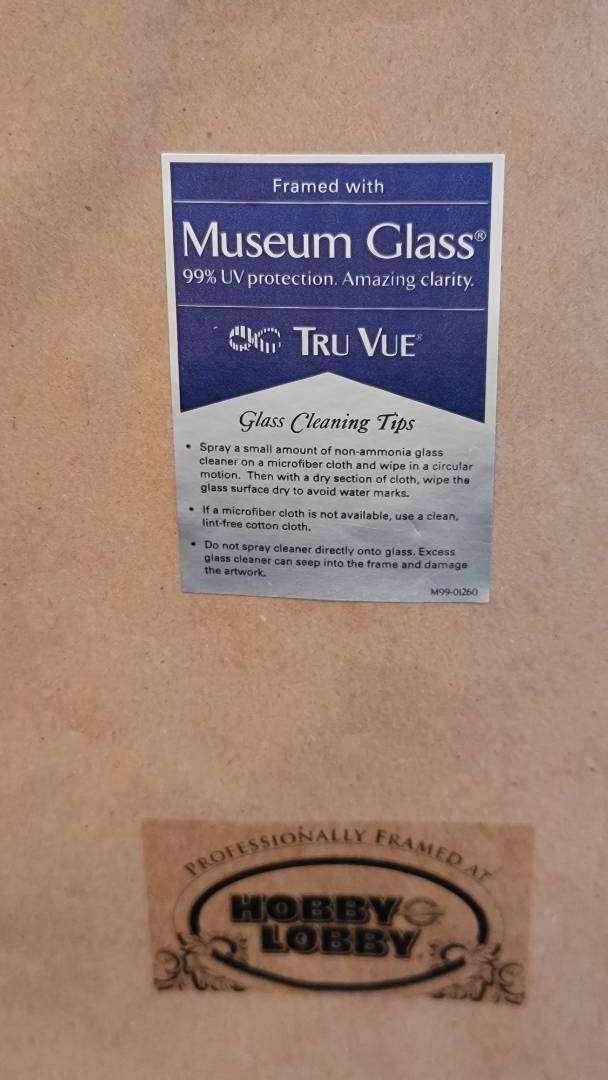 Framed with
Museum Glass®
99% UV protection. Amazing clarity.
TRU VUE®
Glass Cleaning Tips
• Spray a small amount of non-ammonia glass
cleaner on a microfiber cloth and wipe in a circular
motion. Then with a dry section of cloth, wipe the
glass surface dry to avoid water marks.
• If a microfiber cloth is not available, use a clean,
lint-free cotton cloth.
• Do not spray cleaner directly onto glass. Excess
glass cleaner can seep into the frame and damage
the artwork.
M99-01260
PROFESSIONALLY FRAMED AT
HOBBY
LOBBY